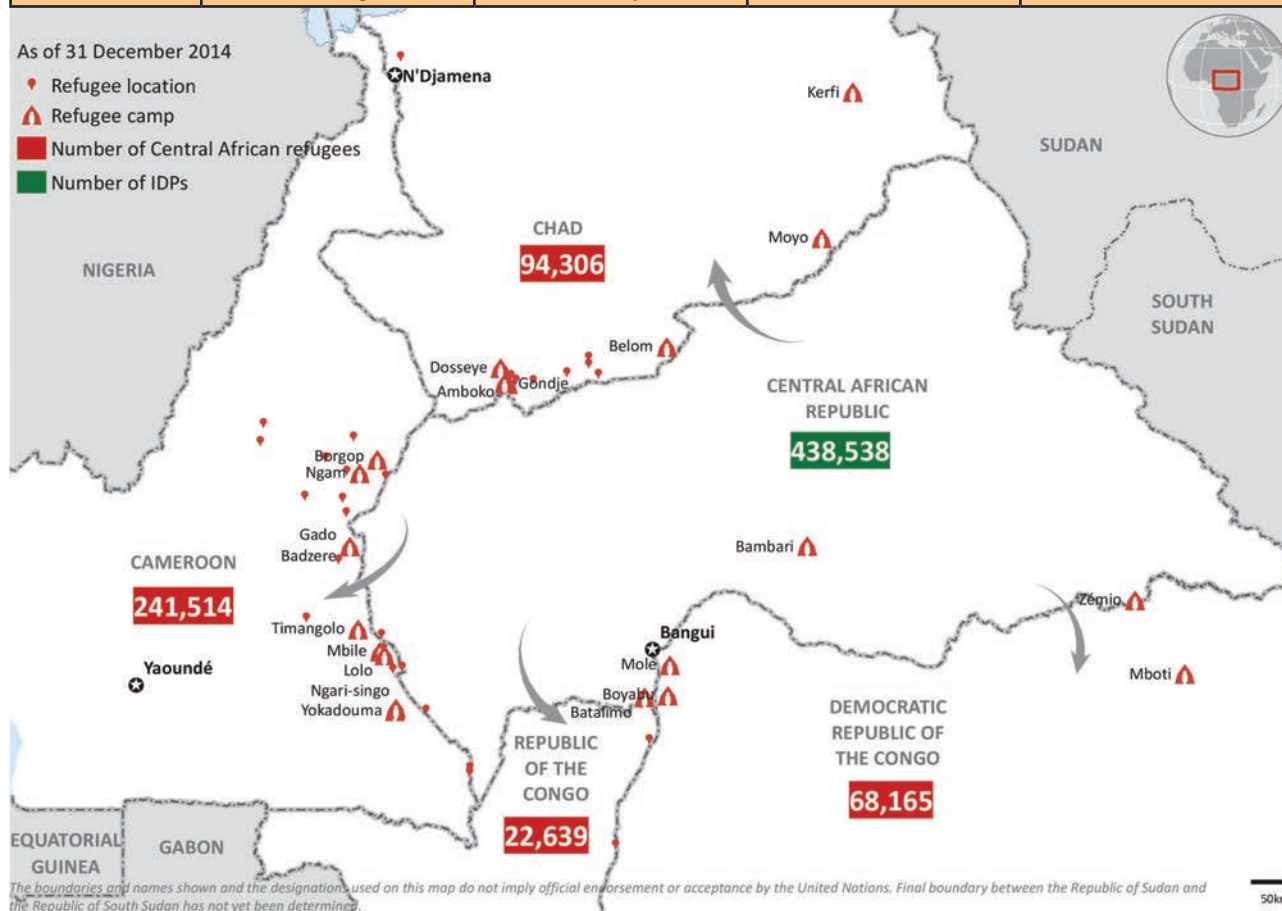 As of 31 December 2014
Refugee location
Refugee camp
Number of Central African refugees
Number of IDPs
N'Djamena
Kerfi
SUDAN
CHAD
94,306
Moyo
NIGERIA
SOUTH
SUDAN
Belom
Dosseye
Gondje
Amboko
CENTRAL AFRICAN
REPUBLIC
438,538
Borgop
Ngam
Gado
Badzere
Bambari
CAMEROON
241,514
Zémio
Timangolo
Bangui
Mbile
Mole
Lolo
Yaoundé
Mboti
Ngari-singo
Boyabu
Yokadouma
Batalimo
DEMOCRATIC
REPUBLIC OF
THE CONGO
68,165
REPUBLIC
OF THE
CONGO
22,639
EQUATORIAL
GUINEA
GABON
The boundaries and names shown and the designations used on this map do not imply official endorsement or acceptance by the United Nations. Final boundary between the Republic of Sudan and
the Republic of South Sudan has not yet been determined.